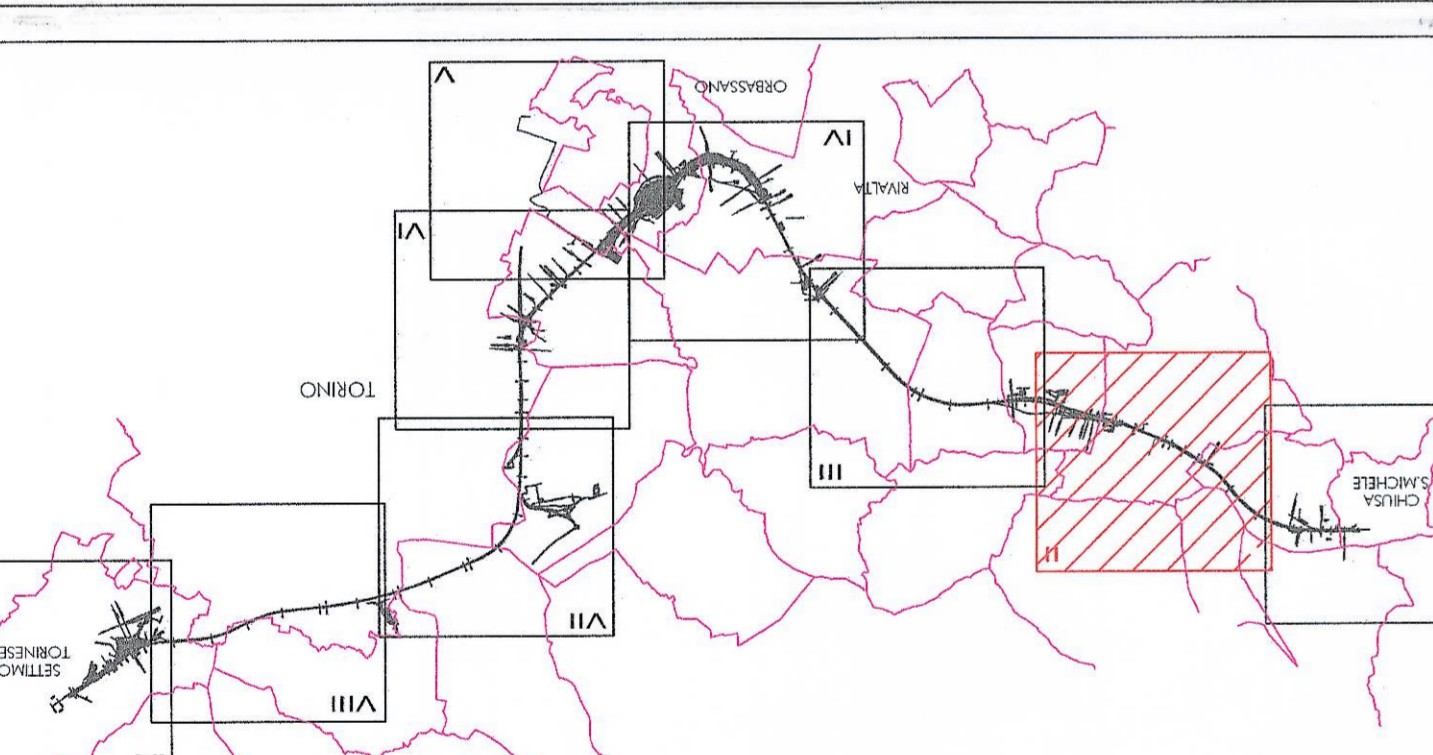 VIII
SETTIMO
TORINESE
VII
II
CHIUSA
S.MICHELE
III
TORINO
VI
RIVALTA
IV
ORBASSANO
V